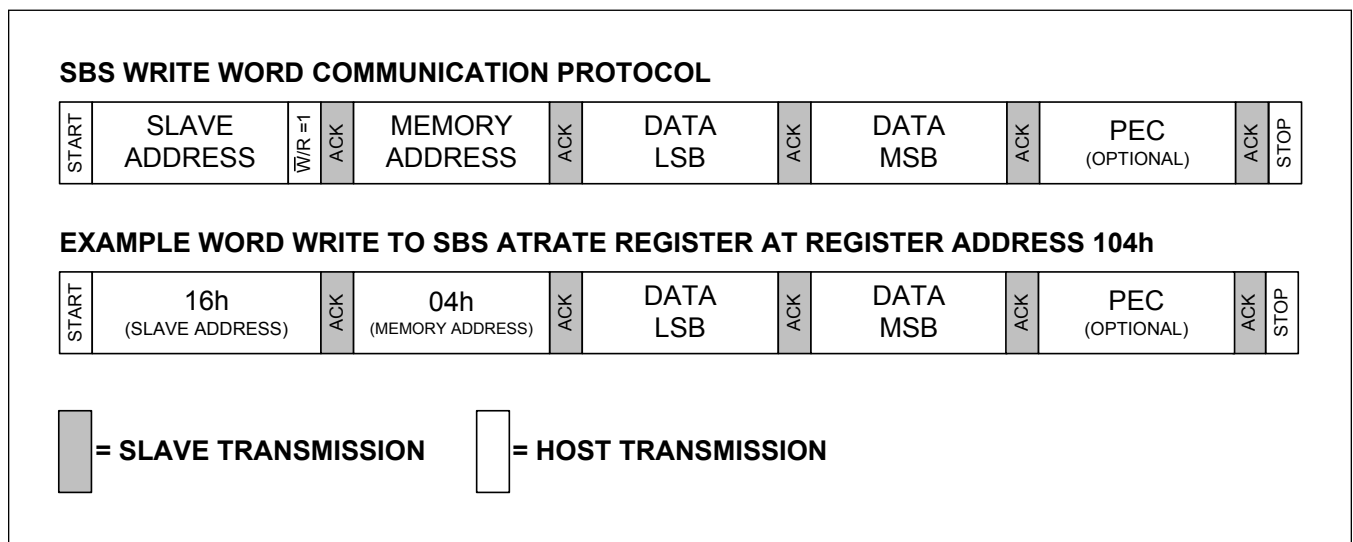 SBS WRITE WORD COMMUNICATION PROTOCOL
START
SLAVE
ADDRESS
W̅/R =1
ACK
MEMORY
ADDRESS
ACK
DATA
LSB
ACK
DATA
MSB
ACK
PEC
(OPTIONAL)
ACK
STOP
EXAMPLE WORD WRITE TO SBS ATRATE REGISTER AT REGISTER ADDRESS 104h
START
16h
(SLAVE ADDRESS)
ACK
04h
(MEMORY ADDRESS)
ACK
DATA
LSB
ACK
DATA
MSB
ACK
PEC
(OPTIONAL)
ACK
STOP
= SLAVE TRANSMISSION
= HOST TRANSMISSION